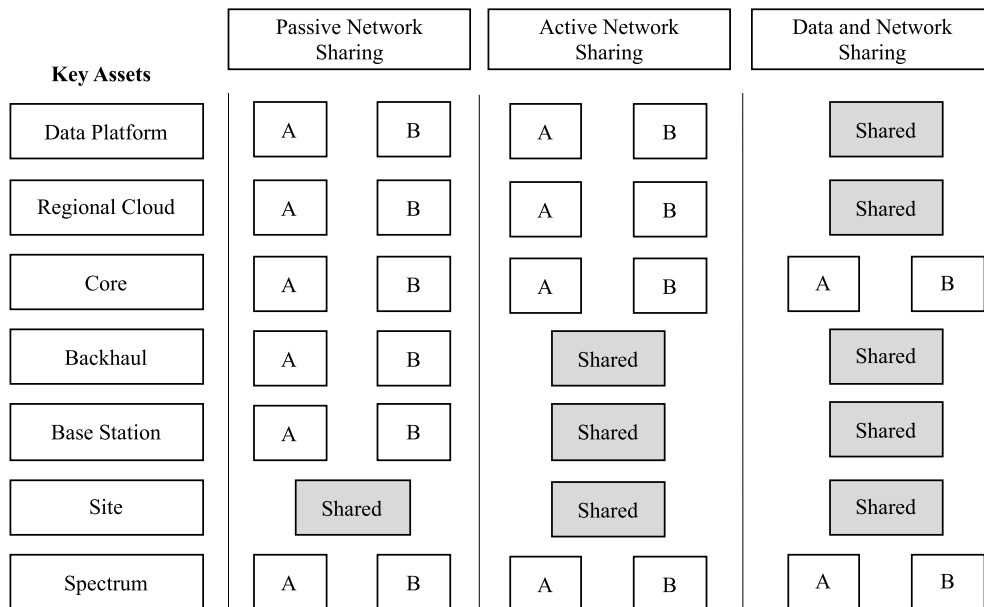 Passive Network
Sharing
Active Network
Sharing
Data and Network
Sharing
Key Assets
Data Platform
A B A B Shared
Regional Cloud
A B A B Shared
Core
A B A B A B
Backhaul
A B Shared Shared
Base Station
A B Shared Shared
Site
Shared Shared Shared
Spectrum
A B A B A B